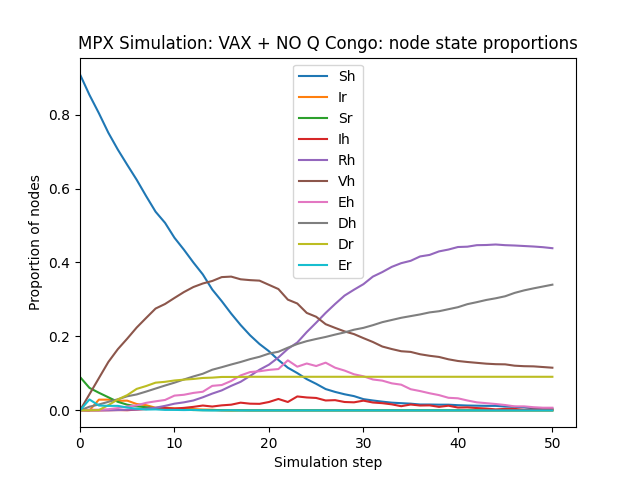 MPX Simulation: VAX + NO Q Congo: node state proportions
Sh
Ir
Sr
Ih
Rh
Vh
Eh
Dh
Dr
Er
Proportion of nodes
0.8
0.6
0.4
0.2
0.0
0 10 20 30 40 50
Simulation step